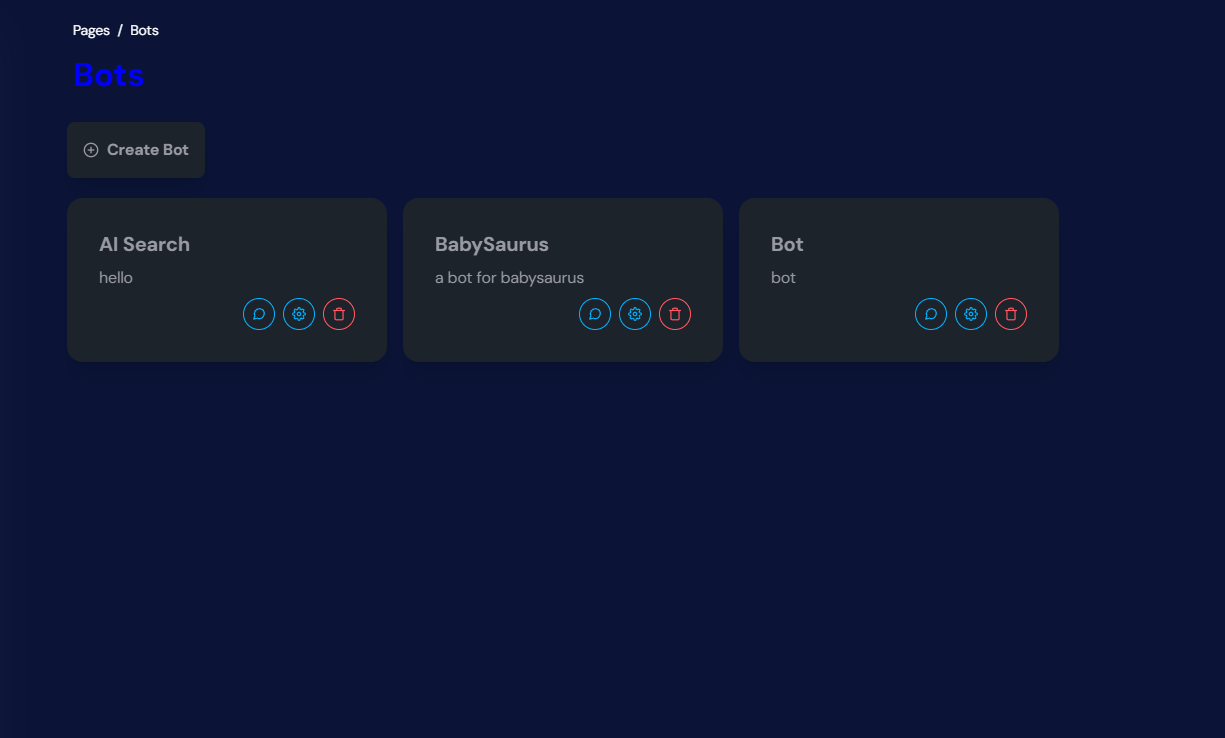 Pages / Bots
Bots
Create Bot
AI Search
hello
BabySaurus
a bot for babysaurus
Bot
bot